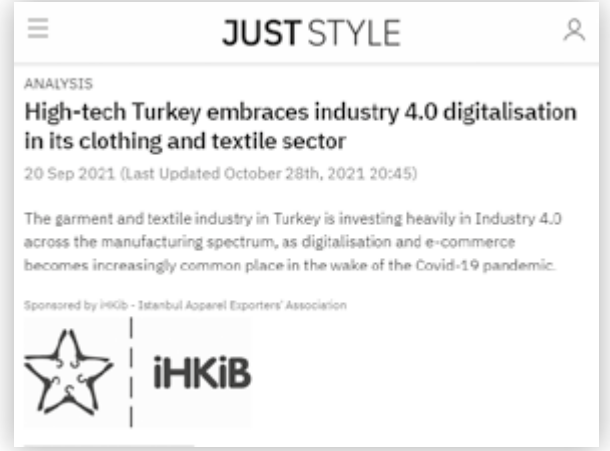 JUST STYLE
ANALYSIS
High-tech Turkey embraces industry 4.0 digitalisation
in its clothing and textile sector
20 Sep 2021 (Last Updated October 28th, 2021 20:45)
The garment and textile industry in Turkey is investing heavily in Industry 4.0
across the manufacturing spectrum, as digitalisation and e-commerce
becomes increasingly common place in the wake of the Covid-19 pandemic.
Sponsored by iHKib - Istanbul Apparel Exporters' Association
iHKiB